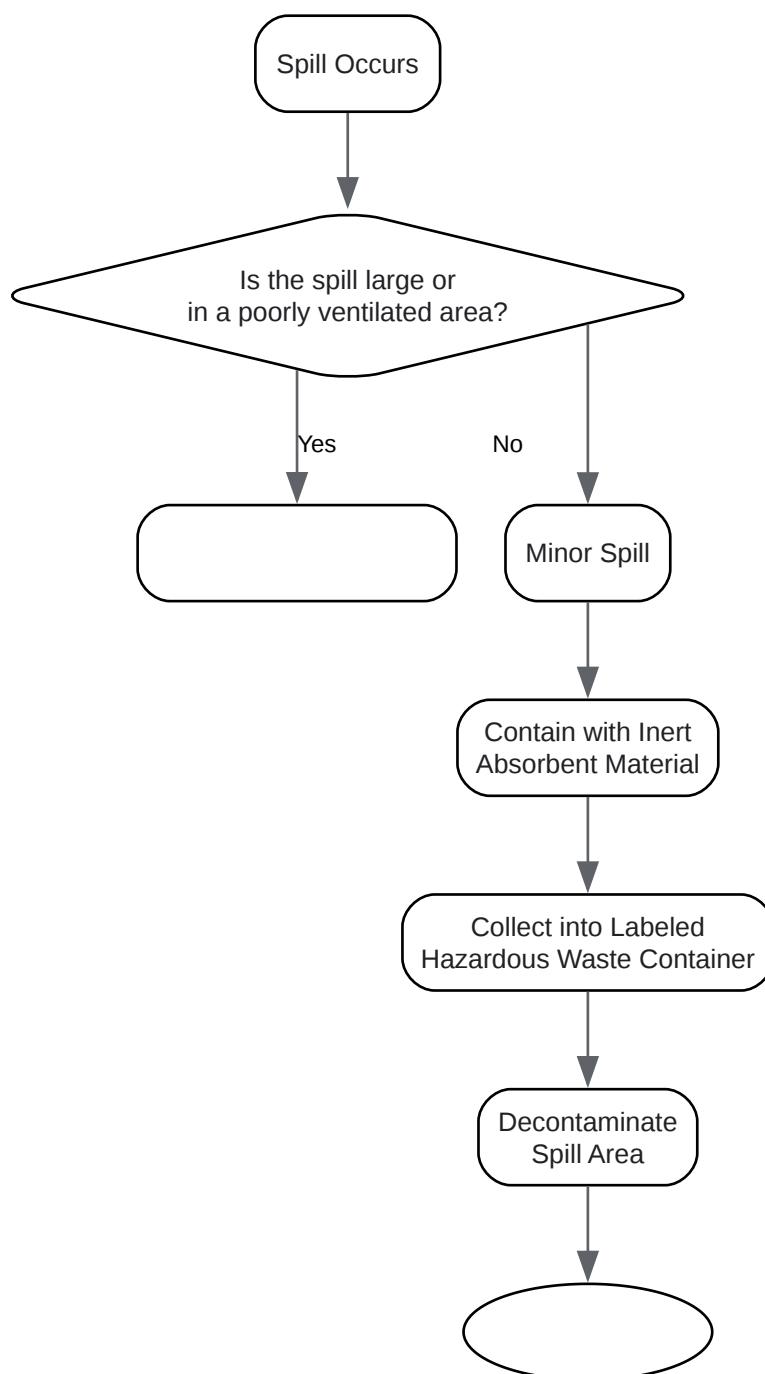 Spill Occurs
Is the spill large or
in a poorly ventilated area?
Yes
No
Minor Spill
Contain with Inert
Absorbent Material
Collect into Labeled
Hazardous Waste Container
Decontaminate
Spill Area